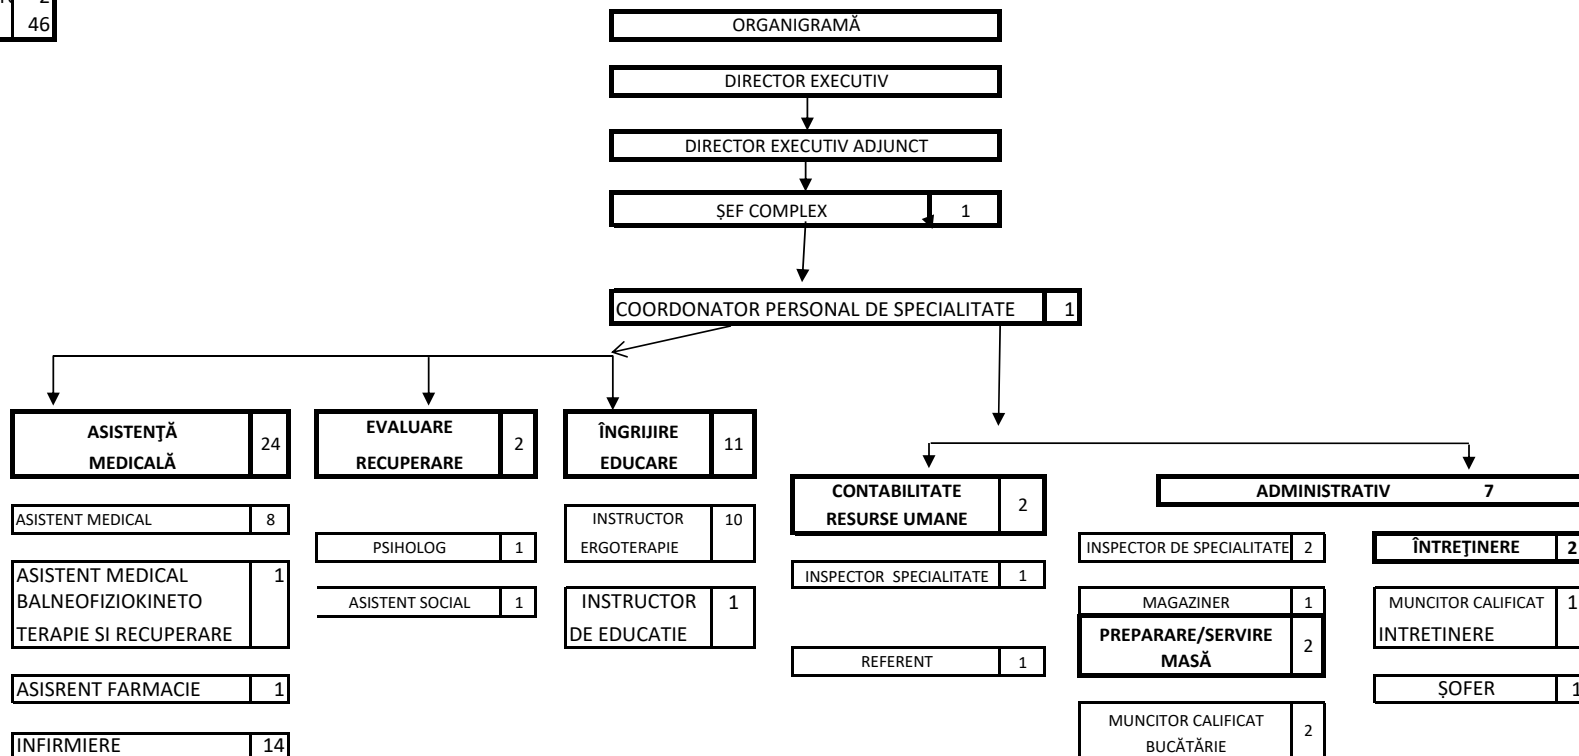 2
46
ORGANIGRAMĂ
DIRECTOR EXECUTIV
DIRECTOR EXECUTIV ADJUNCT
ȘEF COMPLEX 1
COORDONATOR PERSONAL DE SPECIALITATE 1
ASISTENŢĂ
MEDICALĂ
24
EVALUARE
RECUPERARE
2
ÎNGRIJIRE
EDUCARE
11
CONTABILITATE
RESURSE UMANE
2
ADMINISTRATIV 7
ASISTENT MEDICAL 8
ASISTENT MEDICAL 1
BALNEOFIZIOKINETO
TERAPIE SI RECUPERARE
ASISRENT FARMACIE 1
INFIRMIERE 14
PSIHOLOG 1
ASISTENT SOCIAL 1
INSTRUCTOR 10
ERGOTERAPIE
INSTRUCTOR 1
DE EDUCATIE
INSPECTOR SPECIALITATE 1
REFERENT 1
INSPECTOR DE SPECIALITATE 2
MAGAZINER 1
PREPARARE/SERVIRE
MASĂ
2
MUNCITOR CALIFICAT
BUCĂTĂRIE
2
ÎNTREŢINERE 2
MUNCITOR CALIFICAT 1
INTRETINERE
ȘOFER 1